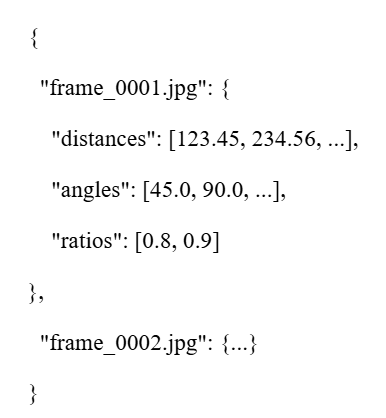 {
"frame_0001.jpg": {
"distances": [123.45, 234.56, ...],
"angles": [45.0, 90.0, ...],
"ratios": [0.8, 0.9]
},
"frame_0002.jpg": {...}
}